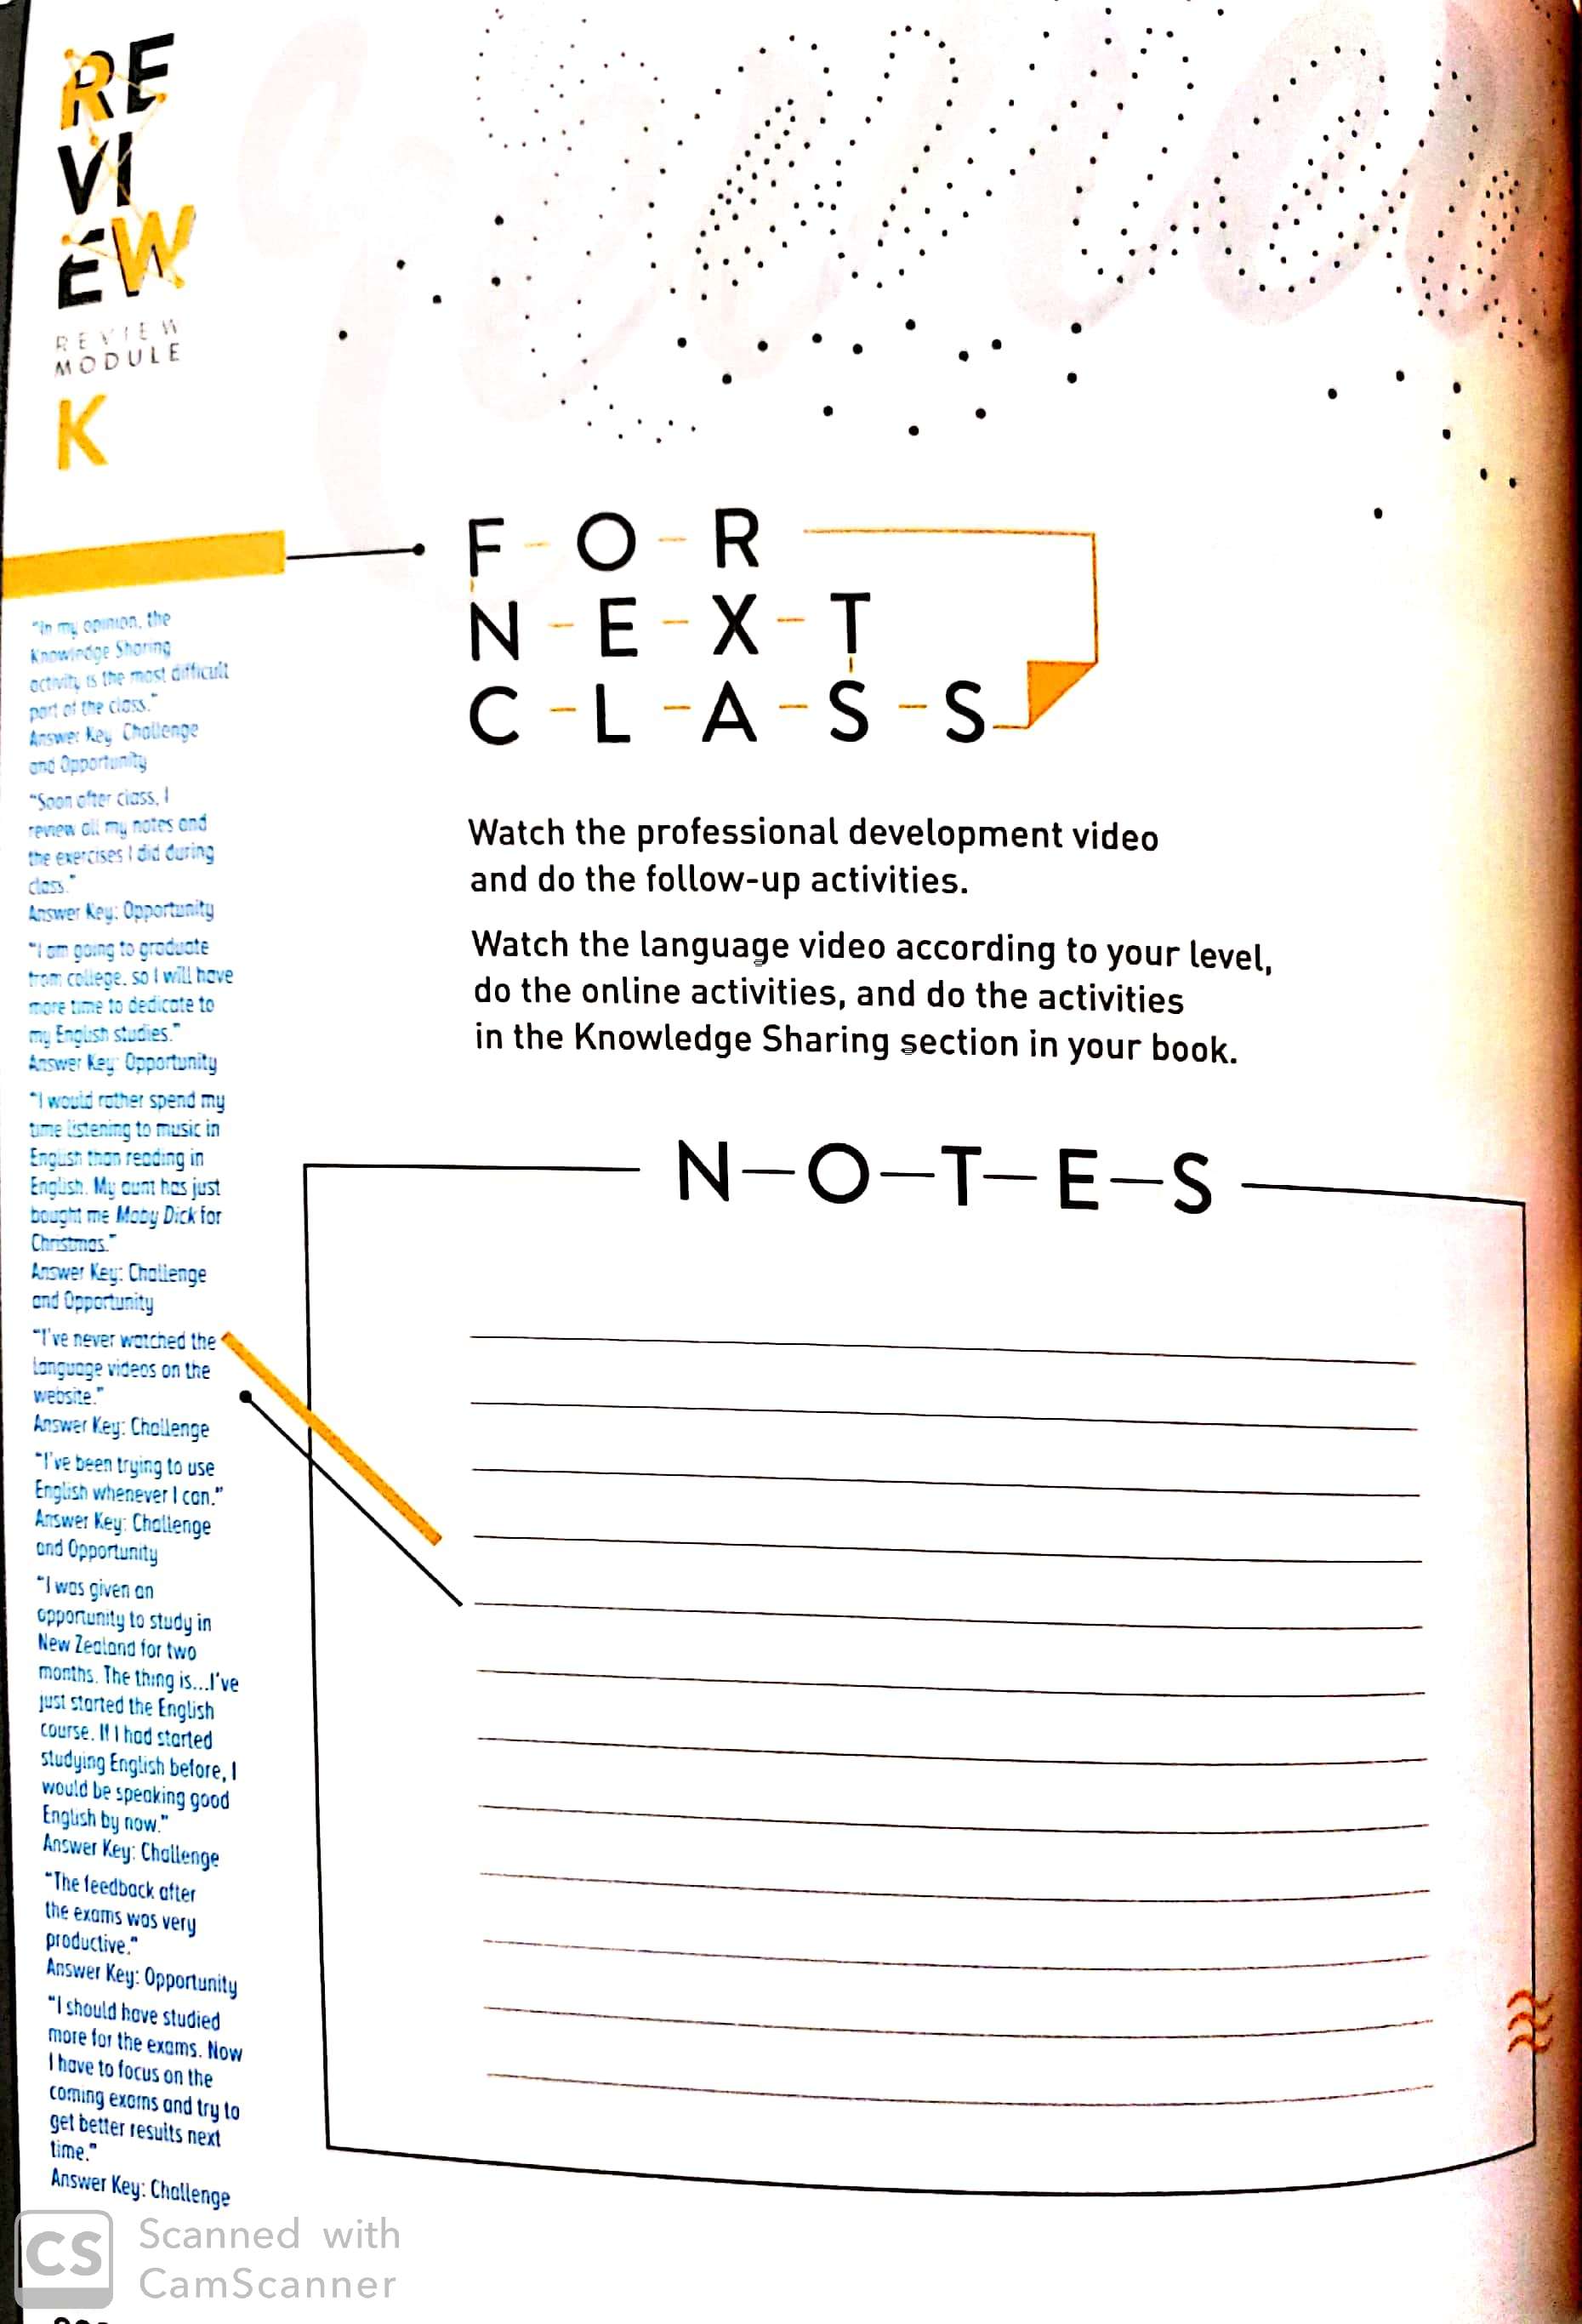 RE
VI
EW
REVIEW
MODULE
K
"In my opinion, the
Knowledge Sharing
activity is the most difficult
part of the class."
Answer Key Challenge
and Opportunity
"Soon after class, I
review all my notes and
the exercises I did during
class."
Answer Key: Opportunity
"I am going to graduate
from college, so I will have
more time to dedicate to
my English studies."
Answer Key: Opportunity
"I would rather spend my
time listening to music in
English than reading in
English. My aunt has just
bought me Moby Dick for
Christmas."
Answer Key: Challenge
and Opportunity
"I've never watched the
language videos on the
website."
Answer Key: Challenge
"I've been trying to use
English whenever I can."
Answer Key: Challenge
and Opportunity
"I was given an
opportunity to study in
New Zealand for two
months. The thing is...I've
just started the English
course. If I had started
studying English before, I
would be speaking good
English by now."
Answer Key: Challenge
"The feedback after
the exams was very
productive."
Answer Key: Opportunity
"I should have studied
more for the exams. Now
I have to focus on the
coming exams and try to
get better results next
time."
Answer Key: Challenge
FOR
NEXT
CLASS
Watch the professional development video
and do the follow-up activities.
Watch the language video according to your level,
do the online activities, and do the activities
in the Knowledge Sharing section in your book.
NOTES
CS
Scanned with
CamScanner